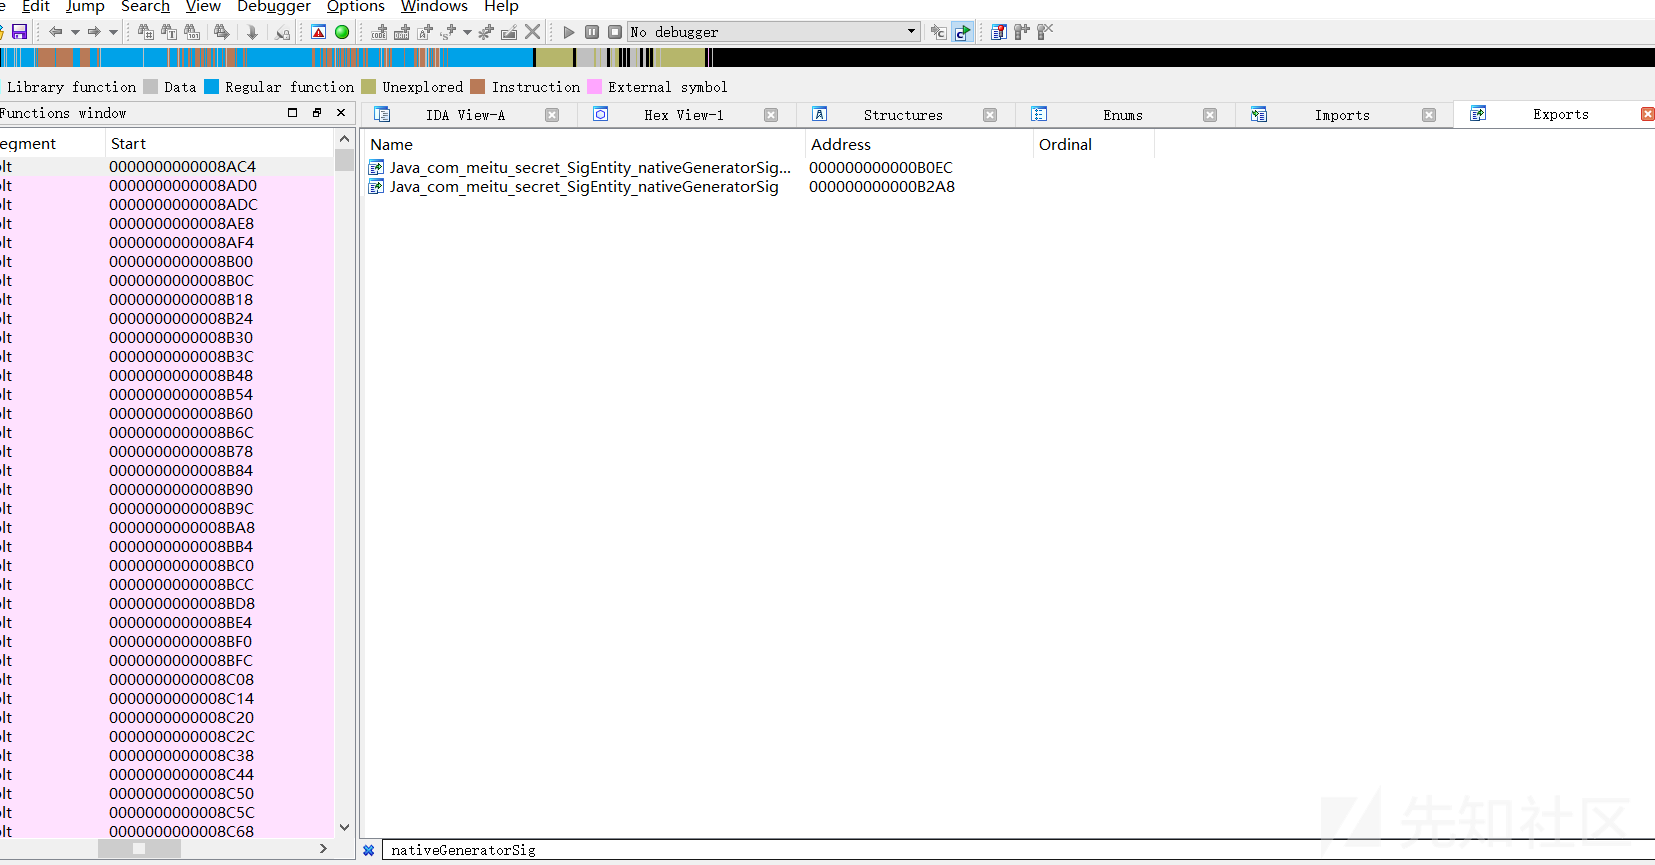 e Edit Jump Search View Debugger Options Windows Help
No debugger
Library function Data Regular function Unexplored Instruction External symbol
Functions window
IDA View-A Hex View-1 Structures Enums Imports Exports
egment Start
Name Address Ordinal
lt 0000000000008AC4
lt 0000000000008AD0
lt 0000000000008ADC
lt 0000000000008AE8
lt 0000000000008AF4
lt 0000000000008B00
lt 0000000000008B0C
lt 0000000000008B18
lt 0000000000008B24
lt 0000000000008B30
lt 0000000000008B3C
lt 0000000000008B48
lt 0000000000008B54
lt 0000000000008B60
lt 0000000000008B6C
lt 0000000000008B78
lt 0000000000008B84
lt 0000000000008B90
lt 0000000000008B9C
lt 0000000000008BA8
lt 0000000000008BB4
lt 0000000000008BC0
lt 0000000000008BCC
lt 0000000000008BD8
lt 0000000000008BE4
lt 0000000000008BF0
lt 0000000000008BFC
lt 0000000000008C08
lt 0000000000008C14
lt 0000000000008C20
lt 0000000000008C2C
lt 0000000000008C38
lt 0000000000008C44
lt 0000000000008C50
lt 0000000000008C5C
lt 0000000000008C68
Java_com_meitu_secret_SigEntity_nativeGeneratorSig... 000000000000B0EC
Java_com_meitu_secret_SigEntity_nativeGeneratorSig 000000000000B2A8
nativeGeneratorSig
先知社区